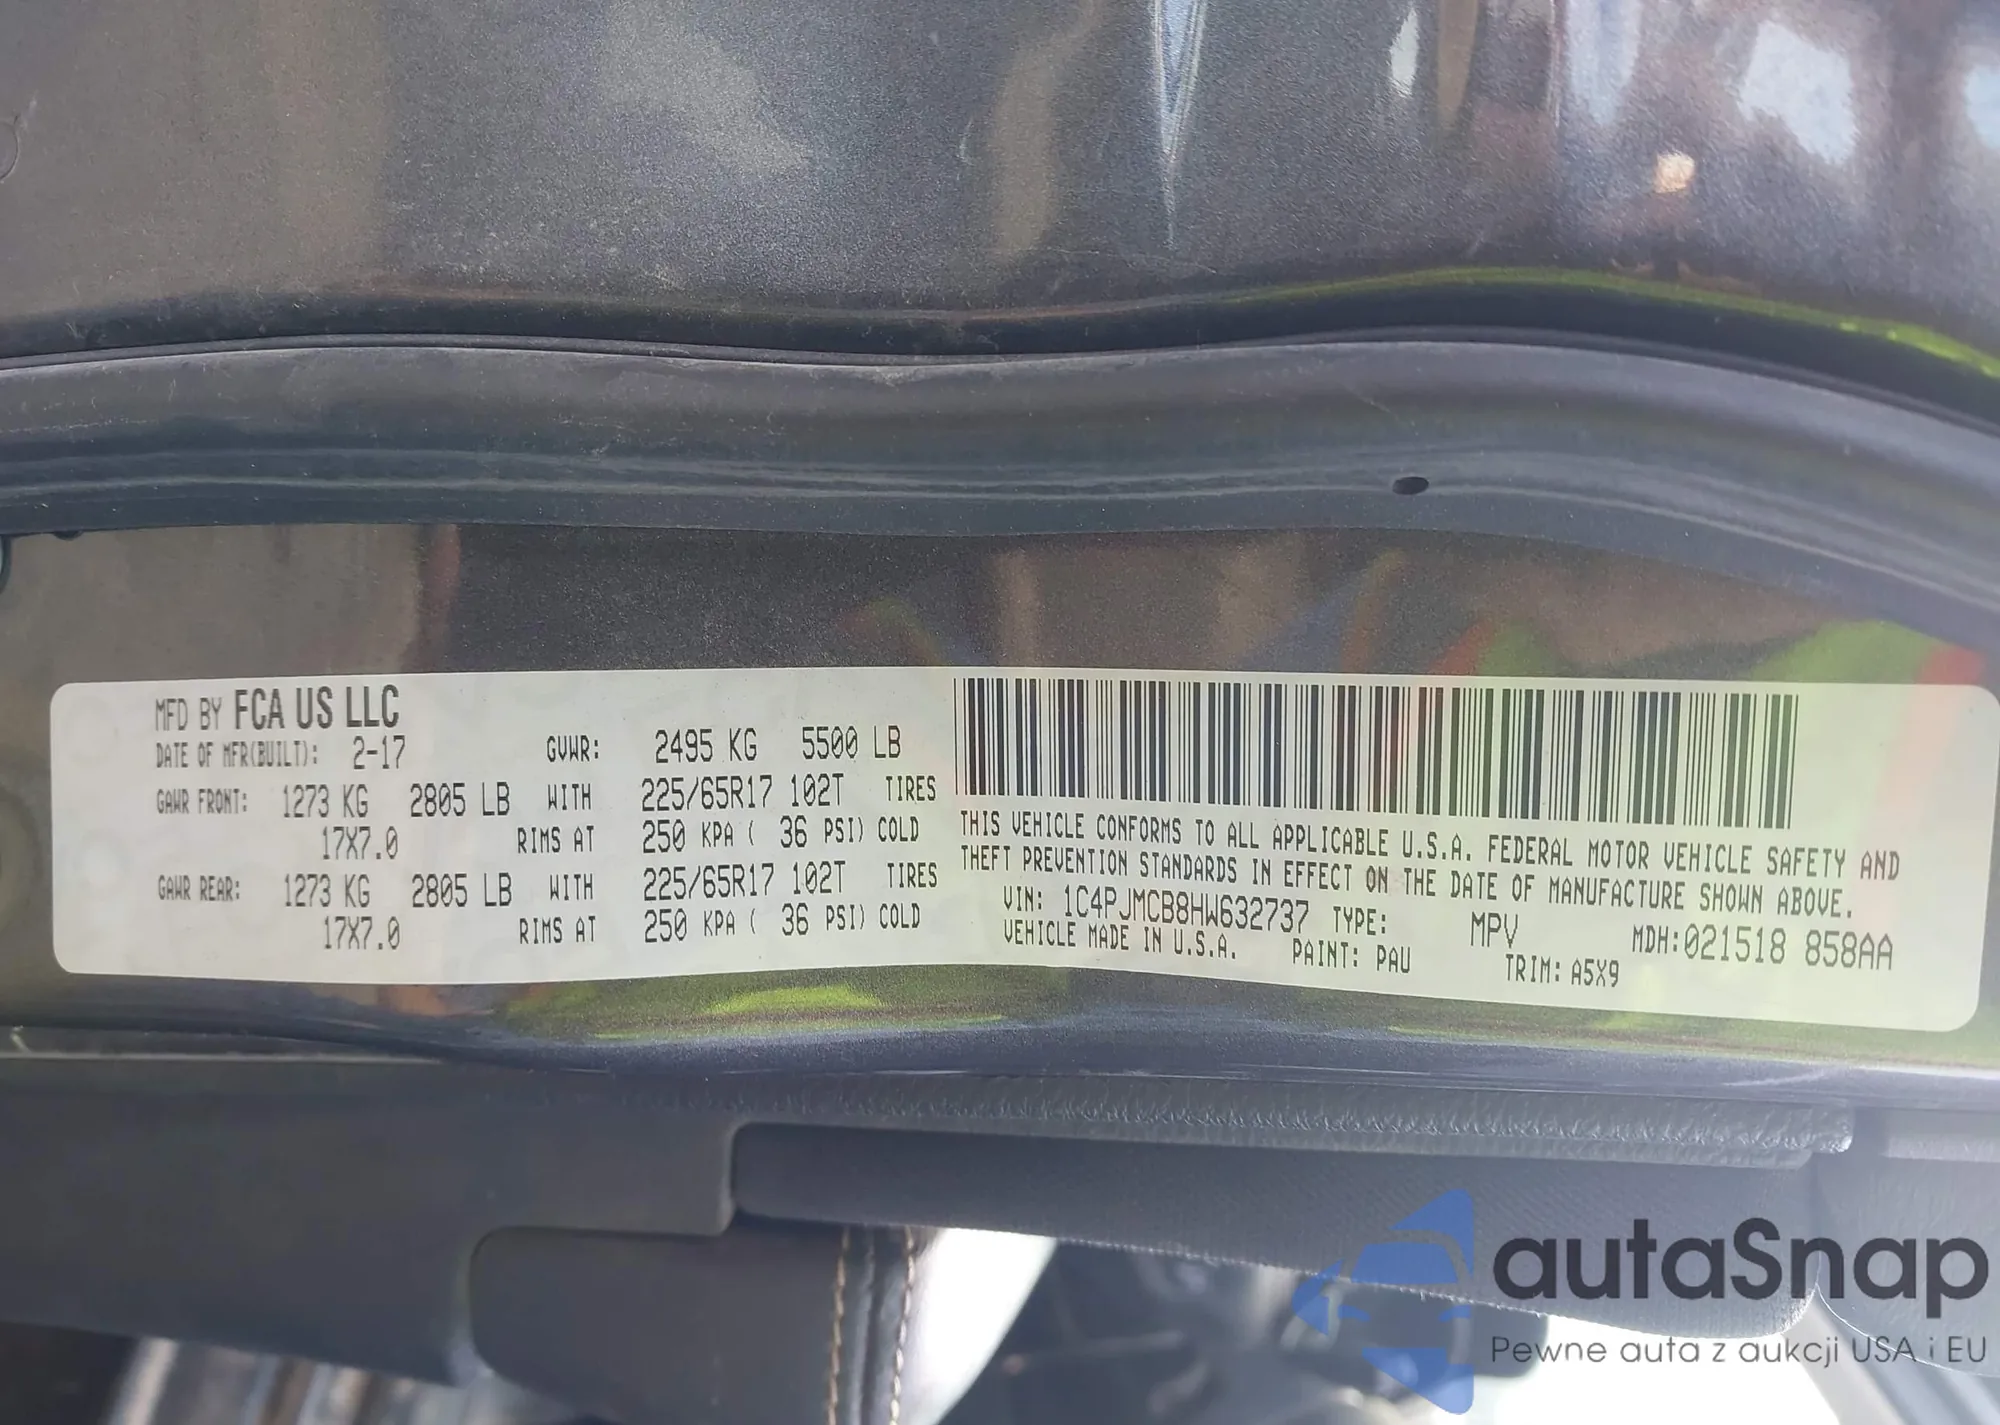 MFD BY FCA US LLC
DATE OF MFR(BUILT): 2-17 GVWR: 2495 KG 5500 LB
GAWR FRONT: 1273 KG 2805 LB WITH 225/65R17 102T TIRES
17X7.0 RIMS AT 250 KPA ( 36 PSI) COLD
GAWR REAR: 1273 KG 2805 LB WITH 225/65R17 102T TIRES
17X7.0 RIMS AT 250 KPA ( 36 PSI) COLD
THIS VEHICLE CONFORMS TO ALL APPLICABLE U.S.A. FEDERAL MOTOR VEHICLE SAFETY AND
THEFT PREVENTION STANDARDS IN EFFECT ON THE DATE OF MANUFACTURE SHOWN ABOVE.
VIN: 1C4PJMCB8HW632737 TYPE: MPV MDH:021518 858AA
VEHICLE MADE IN U.S.A. PAINT: PAU TRIM: A5X9
autaSnap
Pewne auta z aukcji USA i EU